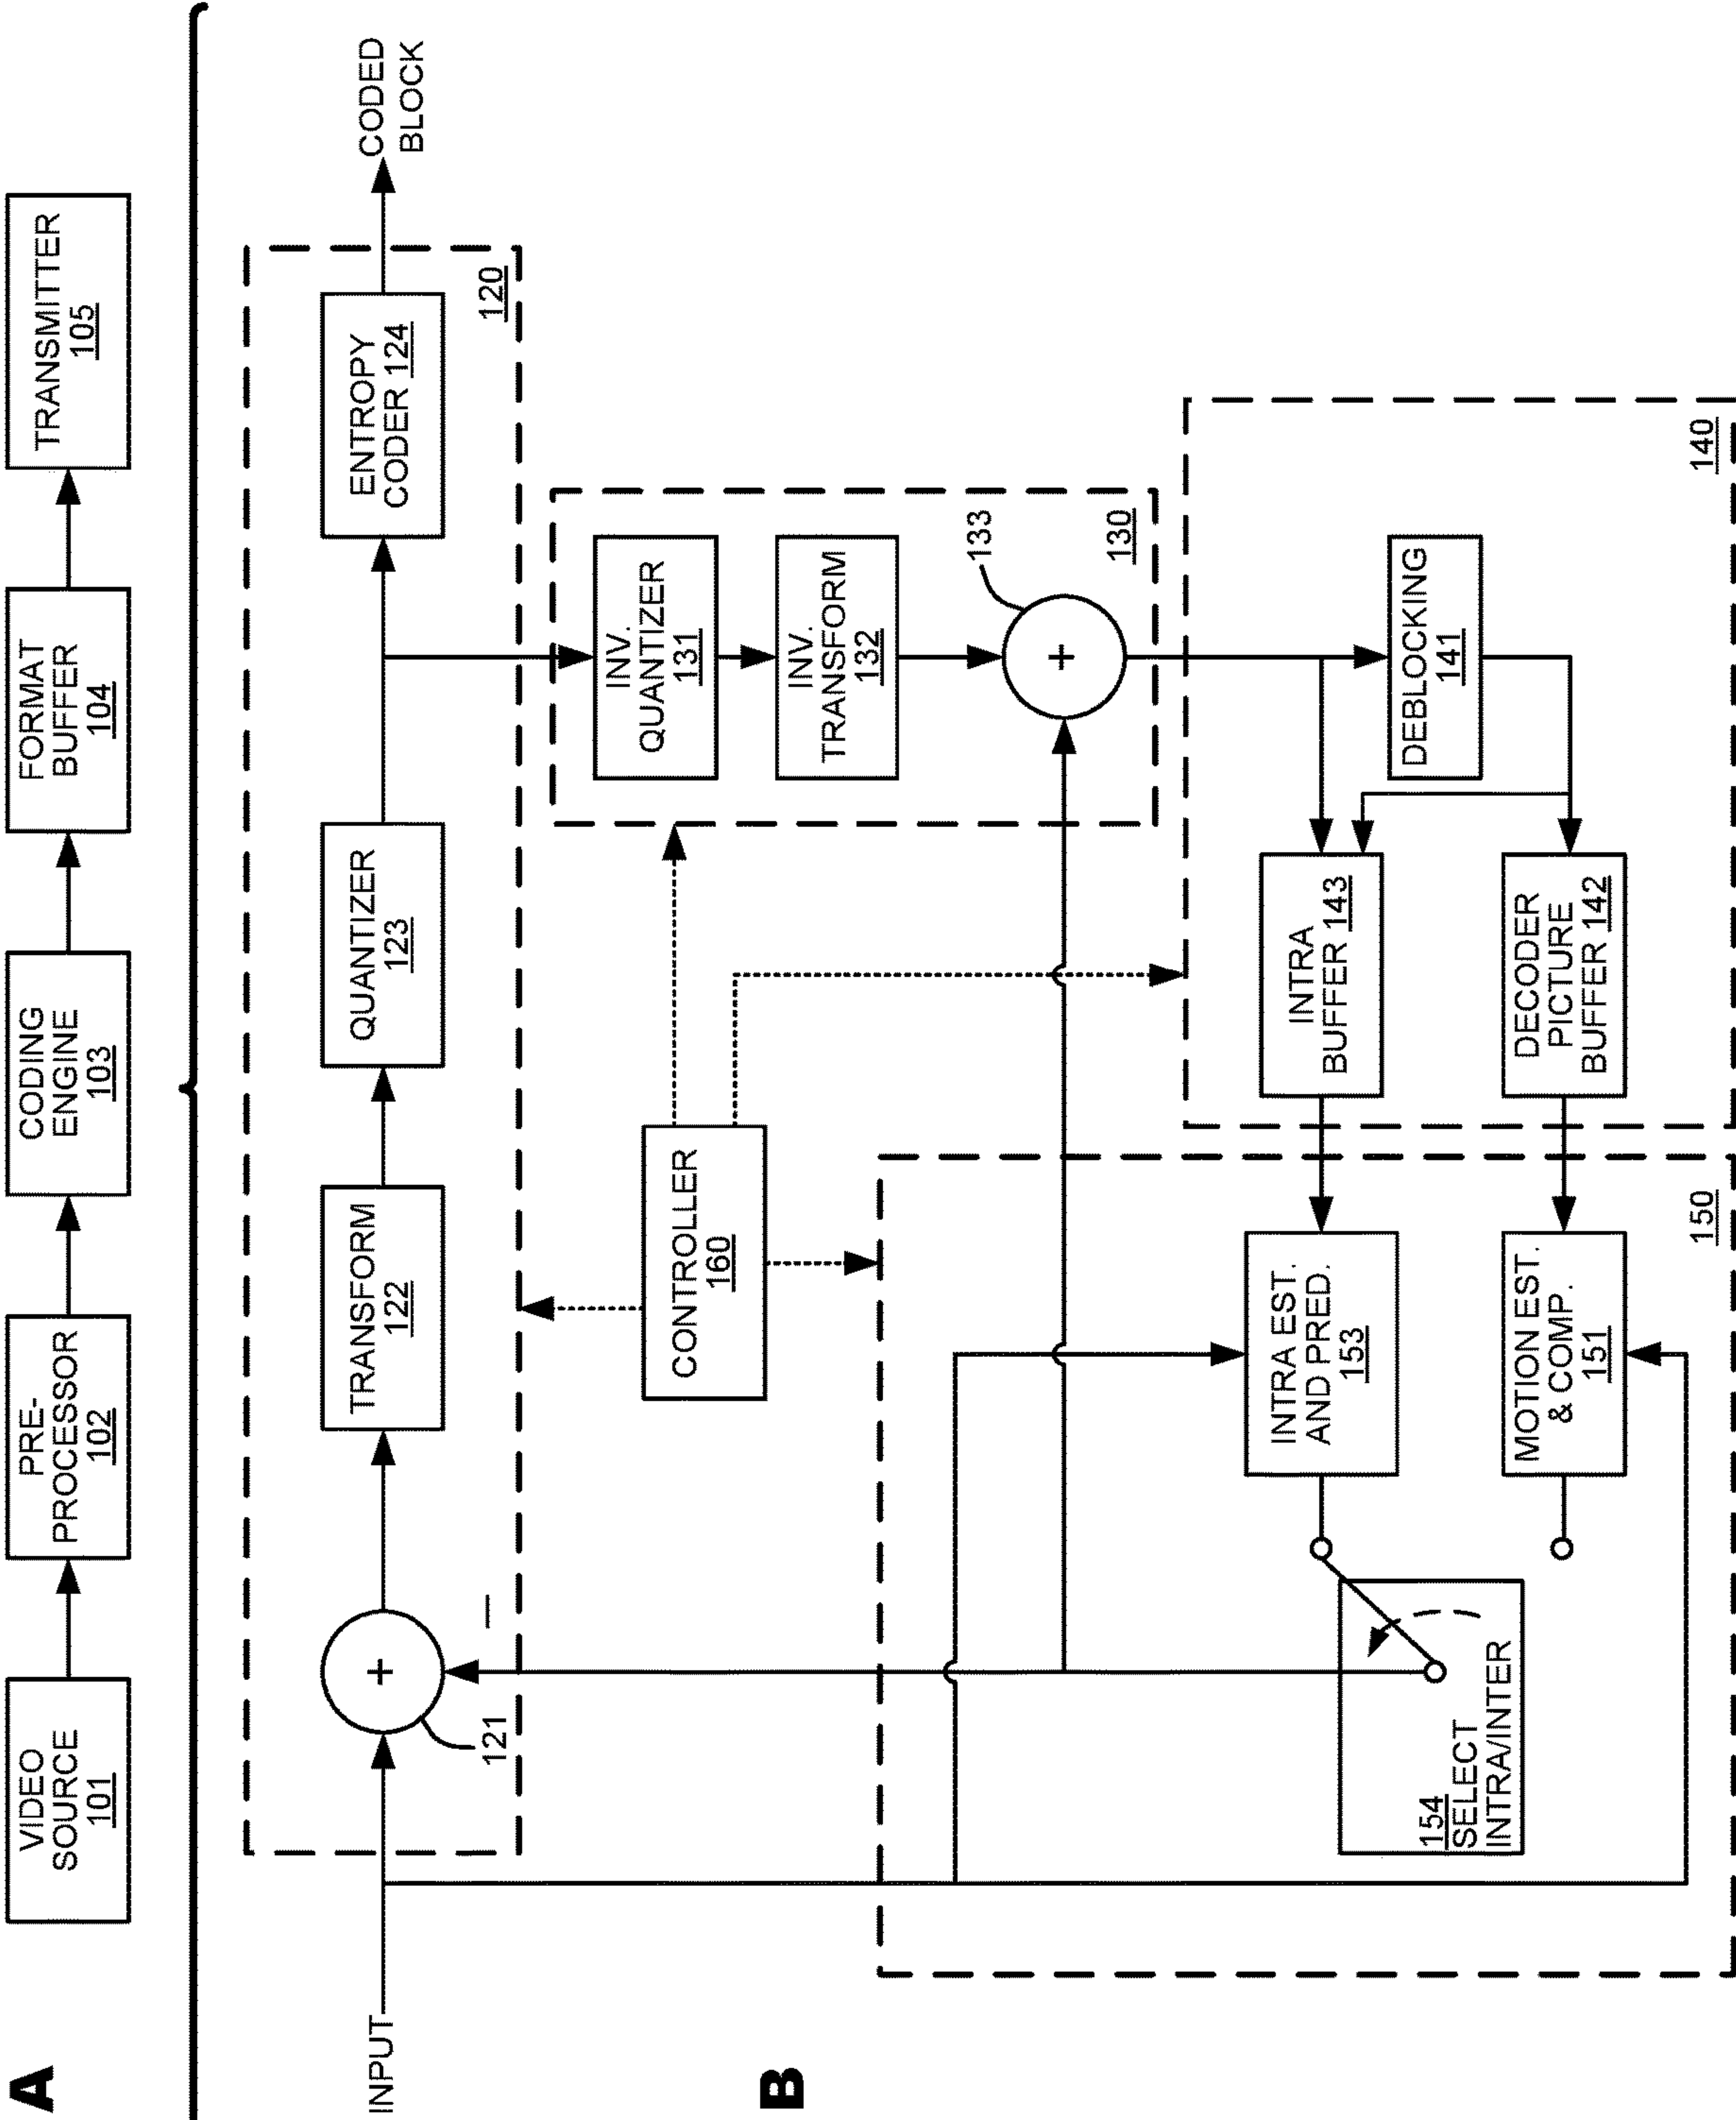 A
VIDEO
SOURCE
101
PRE-
PROCESSOR
102
CODING
ENGINE
103
FORMAT
BUFFER
104
TRANSMITTER
105
B
INPUT
+
121
—
TRANSFORM
122
QUANTIZER
123
ENTROPY
CODER 124
120
CODED
BLOCK
CONTROLLER
160
INV.
QUANTIZER
131
INV.
TRANSFORM
132
+
133
130
DEBLOCKING
141
INTRA
BUFFER 143
DECODER
PICTURE
BUFFER 142
140
INTRA EST.
AND PRED.
153
MOTION EST.
& COMP.
151
154
SELECT
INTRA/INTER
150